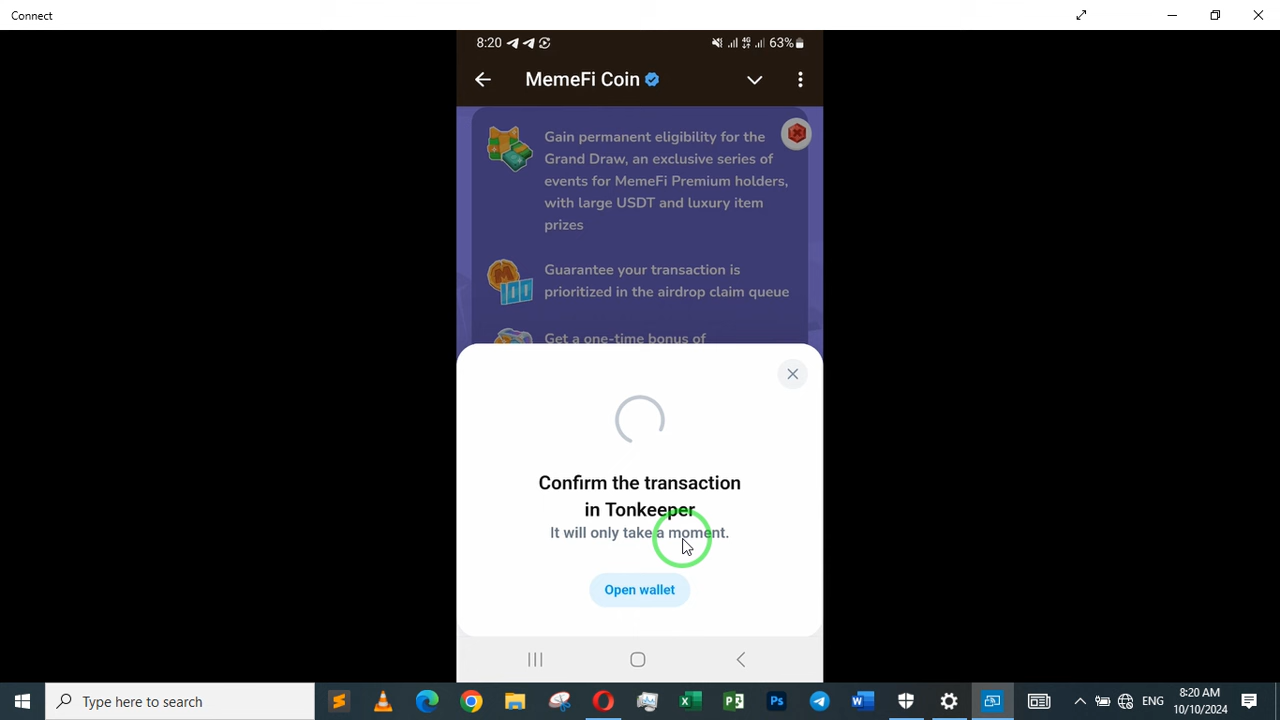 Connect
8:20 63%
MemeFi Coin
Gain permanent eligibility for the
Grand Draw, an exclusive series of
events for MemeFi Premium holders,
with large USDT and luxury item
prizes
Guarantee your transaction is
prioritized in the airdrop claim queue
Get a one-time bonus of
Confirm the transaction
in Tonkeeper
It will only take a moment.
Open wallet
Type here to search
ENG
8:20 AM
10/10/2024